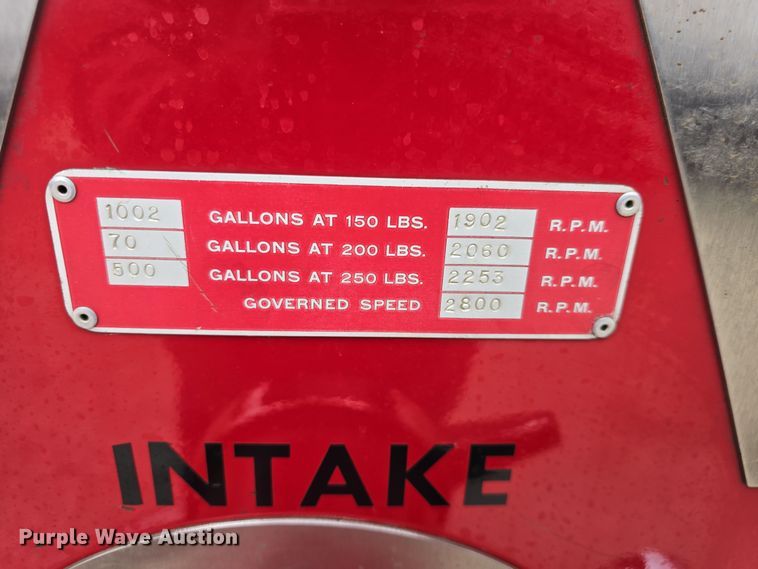 1002 GALLONS AT 150 LBS. 1902 R.P.M.
70 GALLONS AT 200 LBS. 2060 R.P.M.
500 GALLONS AT 250 LBS. 2253 R.P.M.
GOVERNED SPEED 2800 R.P.M.
INTAKE
Purple Wave Auction®